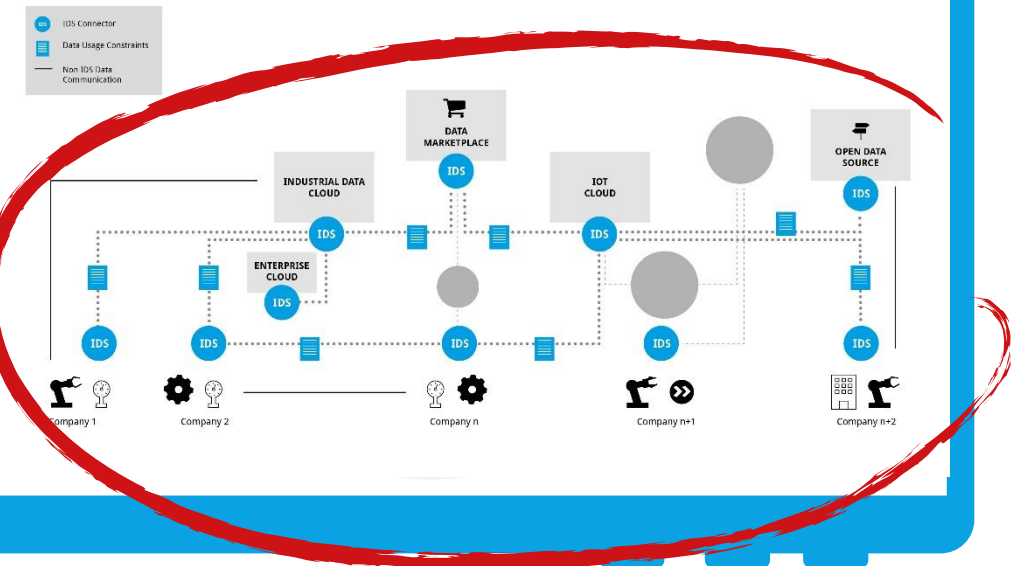 IDS
IDS Connector
Data Usage Constraints
Non IDS Data
Communication
DATA
MARKETPLACE
IDS
OPEN DATA
SOURCE
IDS
INDUSTRIAL DATA
CLOUD
IDS
IOT
CLOUD
IDS
ENTERPRISE
CLOUD
IDS
IDS
IDS
IDS
IDS
IDS
Company 1
Company 2
Company n
Company n+1
Company n+2